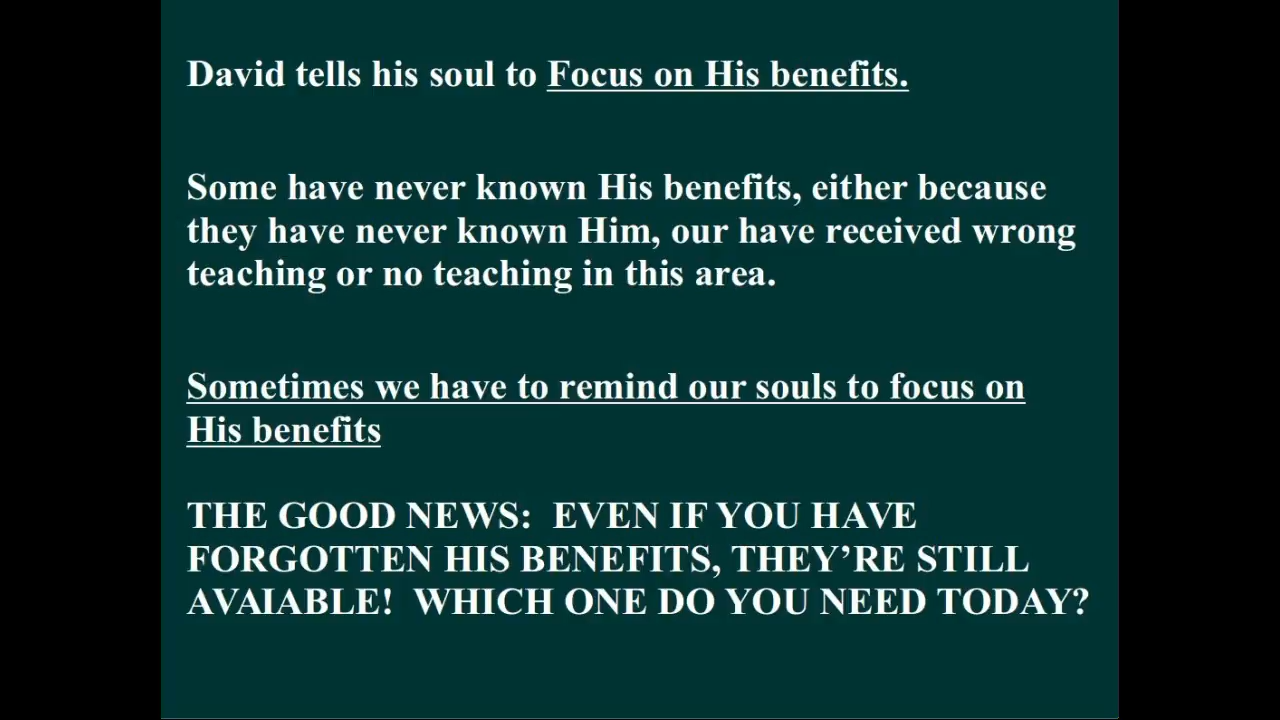 David tells his soul to Focus on His benefits.
Some have never known His benefits, either because
they have never known Him, our have received wrong
teaching or no teaching in this area.
Sometimes we have to remind our souls to focus on
His benefits
THE GOOD NEWS:  EVEN IF YOU HAVE
FORGOTTEN HIS BENEFITS, THEY’RE STILL
AVAIABLE!  WHICH ONE DO YOU NEED TODAY?